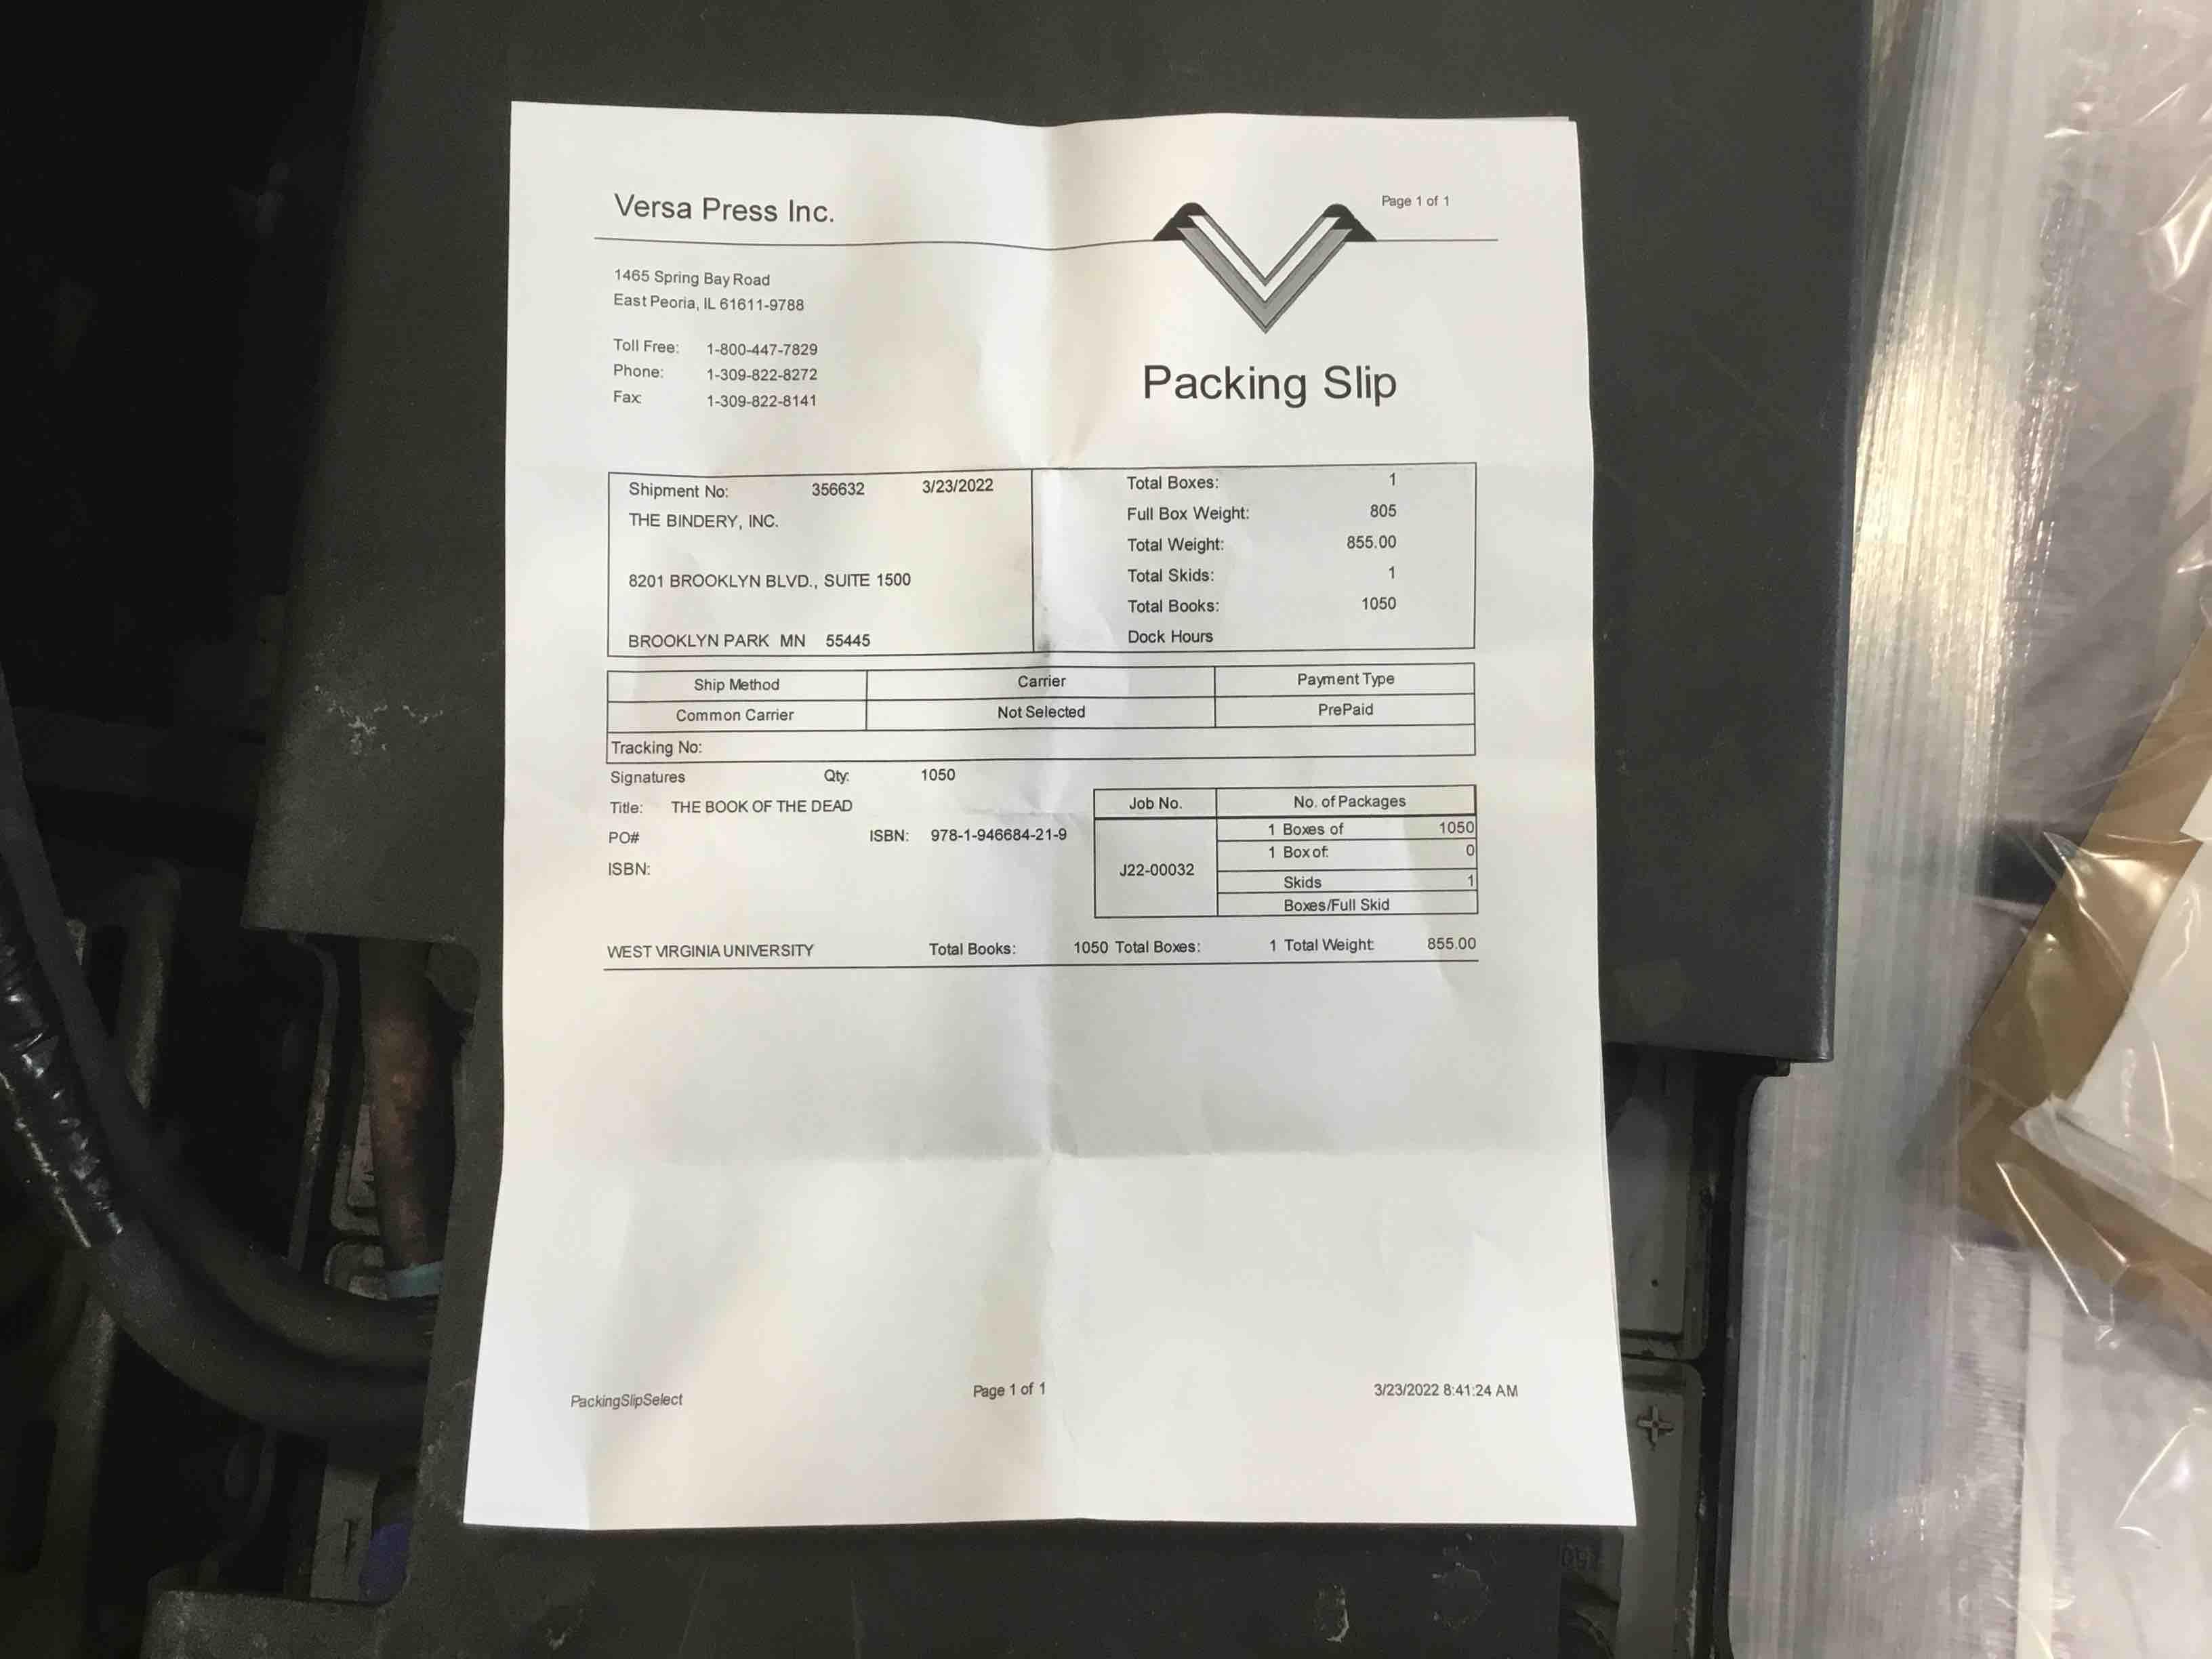 Versa Press Inc.
Page 1 of 1
1465 Spring Bay Road
East Peoria, IL 61611-9788
Toll Free: 1-800-447-7829
Phone: 1-309-822-8272
Fax: 1-309-822-8141
Packing Slip
Shipment No: 356632 3/23/2022
THE BINDERY, INC.
8201 BROOKLYN BLVD., SUITE 1500
BROOKLYN PARK MN 55445
Total Boxes: 1
Full Box Weight: 805
Total Weight: 855.00
Total Skids: 1
Total Books: 1050
Dock Hours
Ship Method Carrier Payment Type
Common Carrier Not Selected PrePaid
Tracking No:
Signatures Qty: 1050
Title: THE BOOK OF THE DEAD
PO# ISBN: 978-1-946684-21-9
ISBN:
Job No. No. of Packages
J22-00032
1 Boxes of 1050
1 Box of: 0
Skids 1
Boxes/Full Skid
WEST VIRGINIA UNIVERSITY Total Books: 1050 Total Boxes: 1 Total Weight: 855.00
PackingSlipSelect Page 1 of 1 3/23/2022 8:41:24 AM